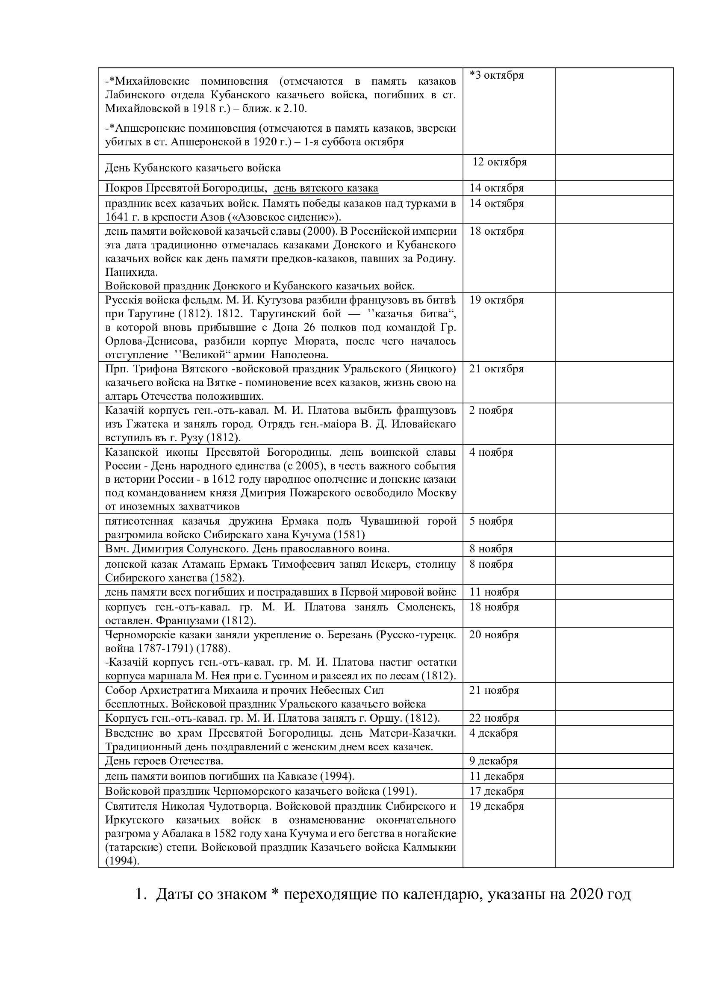 -*Михайловские поминовения (отмечаются в память казаков
Лабинского отдела Кубанского казачьего войска, погибших в ст.
Михайловской в 1918 г.) – ближ. к 2.10.
-*Апшеронские поминовения (отмечаются в память казаков, зверски
убитых в ст. Апшеронской в 1920 г.) – 1-я суббота октября
*3 октября
День Кубанского казачьего войска
12 октября
Покров Пресвятой Богородицы, день вятского казака
14 октября
праздник всех казачьих войск. Память победы казаков над турками в
1641 г. в крепости Азов («Азовское сидение»).
14 октября
день памяти войсковой казачьей славы (2000). В Российской империи
эта дата традиционно отмечалась казаками Донского и Кубанского
казачьих войск как день памяти предков-казаков, павших за Родину.
Панихида.
Войсковой праздник Донского и Кубанского казачьих войск.
18 октября
Русскія войска фельдм. М. И. Кутузова разбили французовъ въ битвѣ
при Тарутине (1812). 1812. Тарутинский бой — ’’казачья битва“,
в которой вновь прибывшие с Дона 26 полков под командой Гр.
Орлова-Денисова, разбили корпус Мюрата, после чего началось
отступление ’’Великой“ армии Наполеона.
19 октября
Прп. Трифона Вятского -войсковой праздник Уральского (Яицкого)
казачьего войска на Вятке - поминовение всех казаков, жизнь свою на
алтарь Отечества положивших.
21 октября
Казачій корпусъ ген.-отъ-кавал. М. И. Платова выбилъ французовъ
изъ Гжатска и занялъ город. Отрядъ ген.-маіора В. Д. Иловайскаго
вступилъ въ г. Рузу (1812).
2 ноября
Казанской иконы Пресвятой Богородицы. день воинской славы
России - День народного единства (с 2005), в честь важного события
в истории России - в 1612 году народное ополчение и донские казаки
под командованием князя Дмитрия Пожарского освободило Москву
от иноземных захватчиков
4 ноября
пятисотенная казачья дружина Ермака подъ Чувашиной горой
разгромила войско Сибирскаго хана Кучума (1581)
5 ноября
Вмч. Димитрия Солунского. День православного воина.
8 ноября
донской казак Атамань Ермакъ Тимофеевич занял Искеръ, столицу
Сибирского ханства (1582).
8 ноября
день памяти всех погибших и пострадавших в Первой мировой войне
11 ноября
корпусъ ген.-отъ-кавал. гр. М. И. Платова занялъ Смоленскъ,
оставлен. Французами (1812).
18 ноября
Черноморскіе казаки заняли укрепление о. Березань (Русско-турецк.
война 1787-1791) (1788).
-Казачій корпусъ ген.-отъ-кавал. гр. М. И. Платова настиг остатки
корпуса маршала М. Нея при с. Гусином и разсеял их по лесам (1812).
20 ноября
Собор Архистратига Михаила и прочих Небесных Сил
бесплотных. Войсковой праздник Уральского казачьего войска
21 ноября
Корпусъ ген.-отъ-кавал. гр. М. И. Платова занялъ г. Оршу. (1812).
22 ноября
Введение во храм Пресвятой Богородицы. день Матери-Казачки.
Традиционный день поздравлений с женским днем всех казачек.
4 декабря
День героев Отечества.
9 декабря
день памяти воинов погибших на Кавказе (1994).
11 декабря
Войсковой праздник Черноморского казачьего войска (1991).
17 декабря
Святителя Николая Чудотворца. Войсковой праздник Сибирского и
Иркутского казачьих войск в ознаменование окончательного
разгрома у Абалака в 1582 году хана Кучума и его бегства в ногайские
(татарские) степи. Войсковой праздник Казачьего войска Калмыкии
(1994).
19 декабря
1. Даты со знаком * переходящие по календарю, указаны на 2020 год